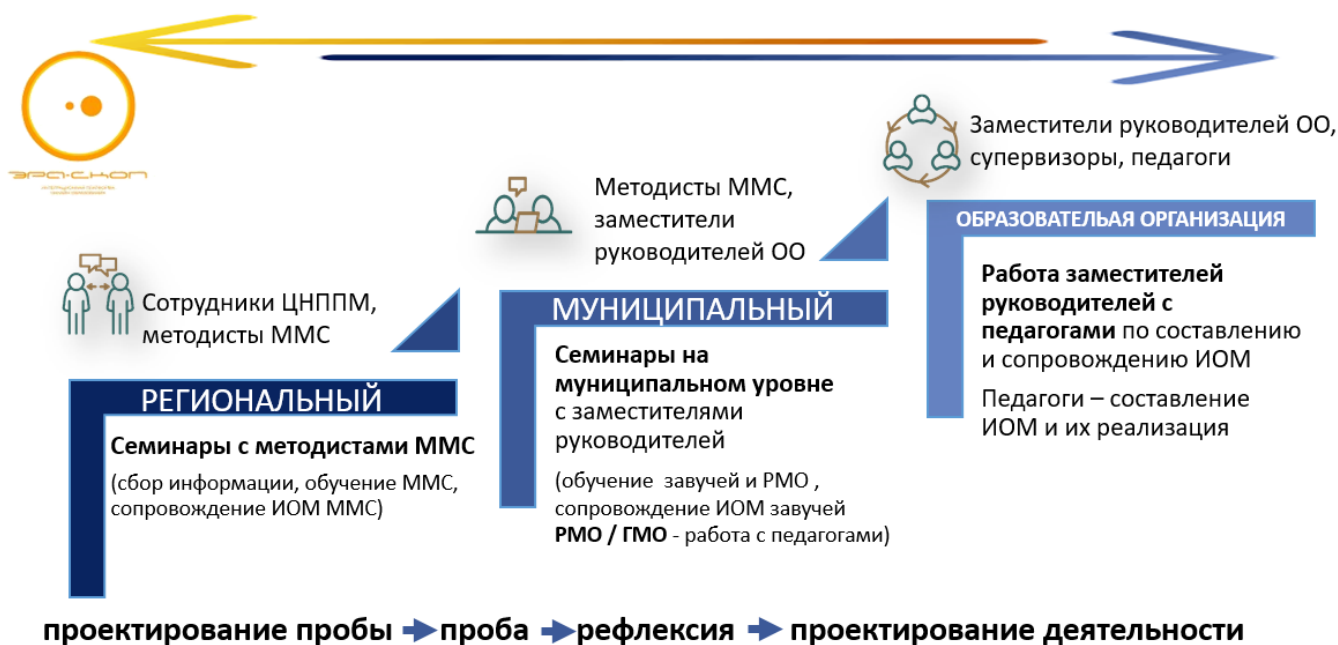 ЭРА-СКОП
Сотрудники ЦНППМ,
методисты ММС
РЕГИОНАЛЬНЫЙ
Семинары с методистами ММС
(сбор информации, обучение ММС,
сопровождение ИОМ ММС)
Методисты ММС,
заместители
руководителей ОО
МУНИЦИПАЛЬНЫЙ
Семинары на
муниципальном уровне
с заместителями
руководителей
(обучение завучей и РМО ,
сопровождение ИОМ завучей
РМО / ГМО - работа с педагогами)
Заместители руководителей ОО,
супервизоры, педагоги
ОБРАЗОВАТЕЛЬАЯ ОРГАНИЗАЦИЯ
Работа заместителей
руководителей с
педагогами по составлению
и сопровождению ИОМ
Педагоги – составление
ИОМ и их реализация
проектирование пробы проба рефлексия проектирование деятельности